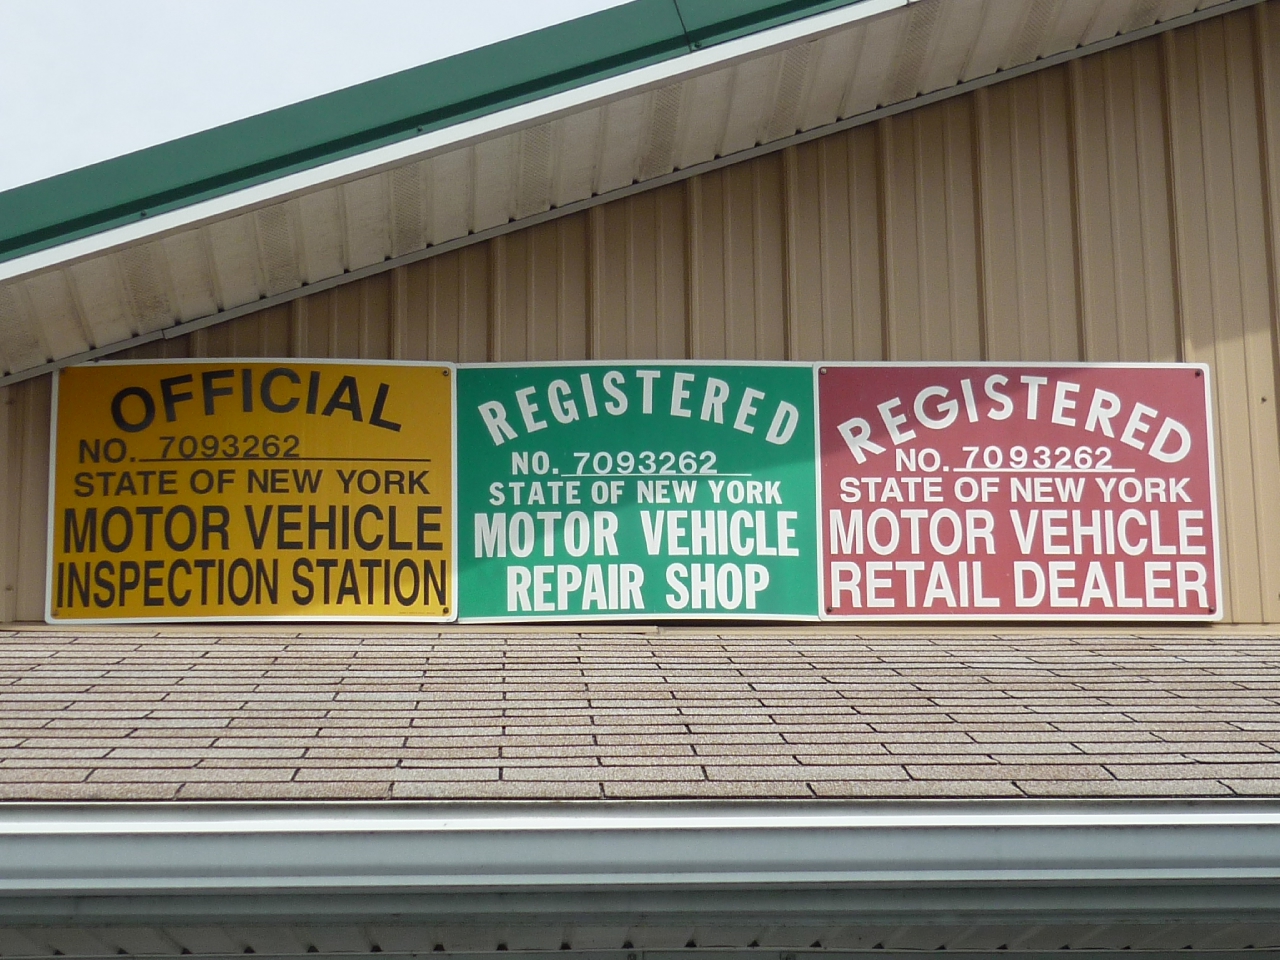 OFFICIAL
NO. 7093262
STATE OF NEW YORK
MOTOR VEHICLE
INSPECTION STATION
REGISTERED
NO. 7093262
STATE OF NEW YORK
MOTOR VEHICLE
REPAIR SHOP
REGISTERED
NO. 7093262
STATE OF NEW YORK
MOTOR VEHICLE
RETAIL DEALER